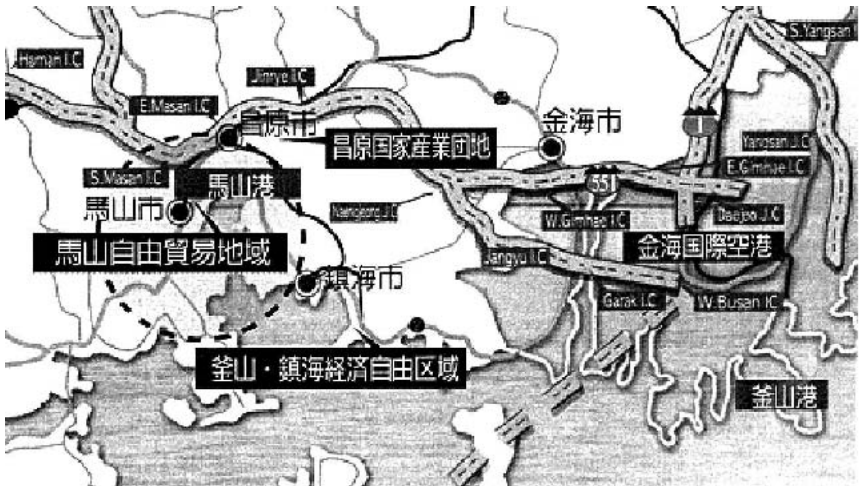 S.Yangsan I.C
Haman I.C
Jinrye I.C
E.Masan I.C
昌原市
金海市
1
昌原国家産業団地
Yangsan J.C
E.Gimhae I.C
S.Masan I.C
馬山港
551
馬山市
W.Gimhae I.C
Daejeo J.C
馬山自由貿易地域
金海国際空港
Jangyu I.C
鎮海市
Garak I.C
W.Busan IC
釜山・鎮海経済自由区域
釜山港